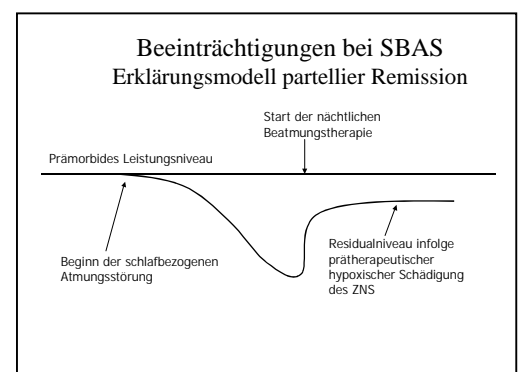 Beeinträchtigungen bei SBAS
Erklärungsmodell partellier Remission
Start der nächtlichen
Beatmungstherapie
Prämorbides Leistungsniveau
Beginn der schlafbezogenen
Atmungsstörung
Residualniveau infolge
prätherapeutischer
hypoxischer Schädigung
des ZNS